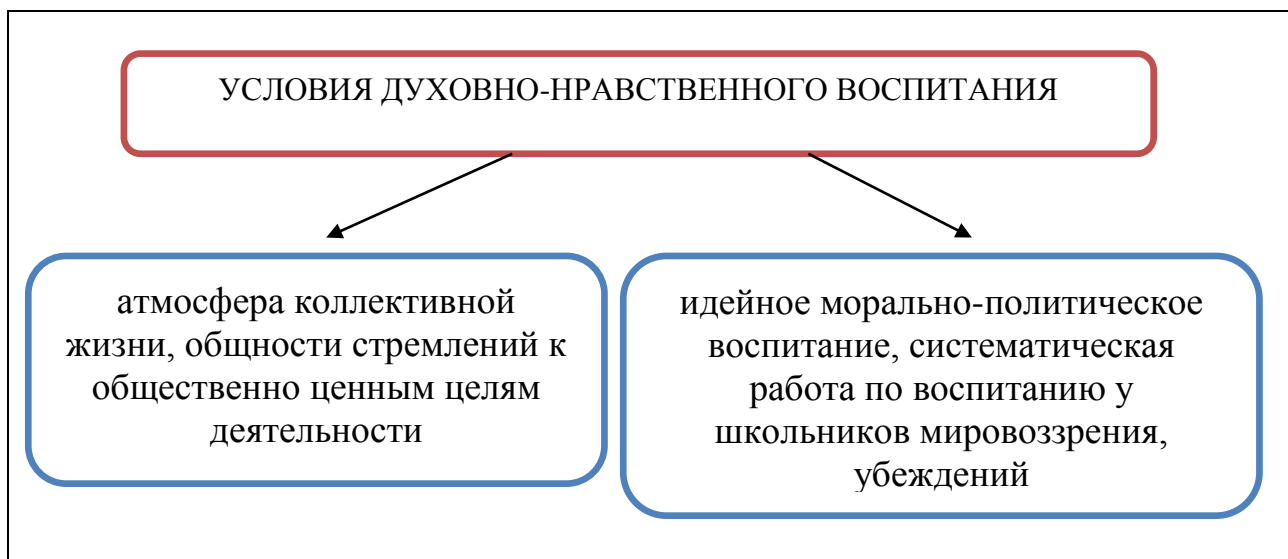 УСЛОВИЯ ДУХОВНО-НРАВСТВЕННОГО ВОСПИТАНИЯ
атмосфера коллективной
жизни, общности стремлений к
общественно ценным целям
деятельности
идейное морально-политическое
воспитание, систематическая
работа по воспитанию у
школьников мировоззрения,
убеждений